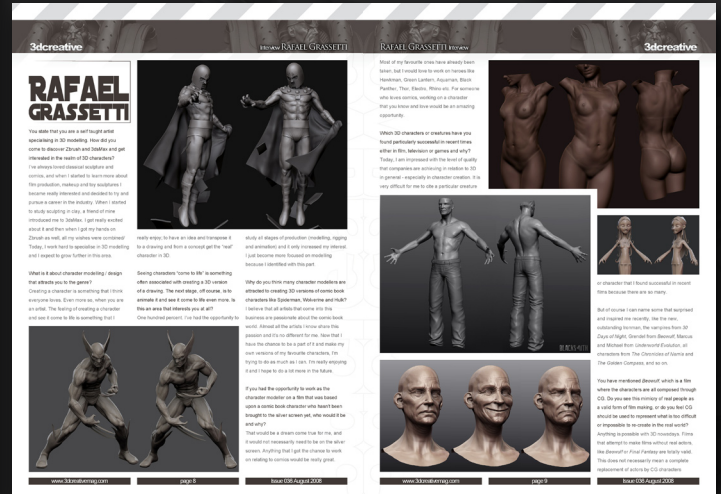 3dcreative
Interview RAFAEL GRASSETTI
RAFAEL
GRASSETTI
You state that you are a self taught artist
specialising in 3D modelling. How did you
come to discover Zbrush and 3dsMax and get
interested in the realm of 3D characters?
I've always loved classical sculpture and
comics, and when I started to learn more about
film production, makeup and toy sculptures I
became really interested and decided to try and
pursue a career in the industry. When I started
to study sculpting in clay, a friend of mine
introduced me to 3dsMax. I got really excited
about it and then when I got my hands on
Zbrush as well, all my wishes were combined!
Today, I work hard to specialise in 3D modelling
and I expect to grow further in this area.
What is it about character modelling / design
that attracts you to the genre?
Creating a character is something that I think
everyone loves. Even more so, when you are
an artist. The feeling of creating a character
and see it come to life is something that I
really enjoy, to have an idea and transpose it
to a drawing and from a concept get the "real"
character in 3D.
Seeing characters "come to life" is something
often associated with creating a 3D version
of a drawing. The next stage, off course, is to
animate it and see it come to life even more, is
this an area that interests you at all?
One hundred percent. I've had the opportunity to
study all stages of production (modelling, rigging
and animation) and it only increased my interest.
I just became more focused on modelling
because I identified with this part.
Why do you think many character modellers are
attracted to creating 3D versions of comic book
characters like Spiderman, Wolverine and Hulk?
I believe that all artists that come into this
business are passionate about the comic book
world. Almost all the artists I know share this
passion and it's no different for me. Now that I
have the chance to be a part of it and make my
own versions of my favourite characters, I'm
trying to do as much as I can. I'm really enjoying
it and I hope to do a lot more in the future.
If you had the opportunity to work as the
character modeler on a film that was based
upon a comic book character who hasn't been
brought to the silver screen yet, who would it be
and why?
That would be a dream come true for me, and
it would not necessarily need to be on the silver
screen. Anything that I got the chance to work
on relating to comics would be really great.
www.3dcreativemag.com
page 8
Issue 036 August 2008
RAFAEL GRASSETTI Interview
3dcreative
Most of my favourite ones have already been
taken, but I would love to work on heroes like
Hawkman, Green Lantern, Aquaman, Black
Panther, Thor, Electro, Rhino etc. For someone
who loves comics, working on a character
that you know and love would be an amazing
opportunity.
Which 3D characters or creatures have you
found particularly successful in recent times
either in film, television or games and why?
Today, I am impressed with the level of quality
that companies are achieving in relation to 3D
in general - especially in character creation. It is
very difficult for me to cite a particular creature
BLACKSMITH
or character that I found successful in recent
films because there are so many.
But of course I can name some that surprised
and inspired me recently, like the new,
outstanding Ironman, the vampires from 30
Days of Night, Grendel from Beowulf, Marcus
and Michael from Underworld Evolution, all
characters from The Chronicles of Narnia and
The Golden Compass, and so on.
You have mentioned Beowulf, which is a film
where the characters are all composed through
CG. Do you see this mimicry of real people as
a valid form of film making, or do you feel CG
should be used to represent what is too difficult
or impossible to re-create in the real world?
Anything is possible with 3D nowadays. Films
that attempt to make films without real actors,
like Beowulf or Final Fantasy are totally valid.
This does not necessarily mean a complete
replacement of actors by CG characters
www.3dcreativemag.com
page 9
Issue 036 August 2008